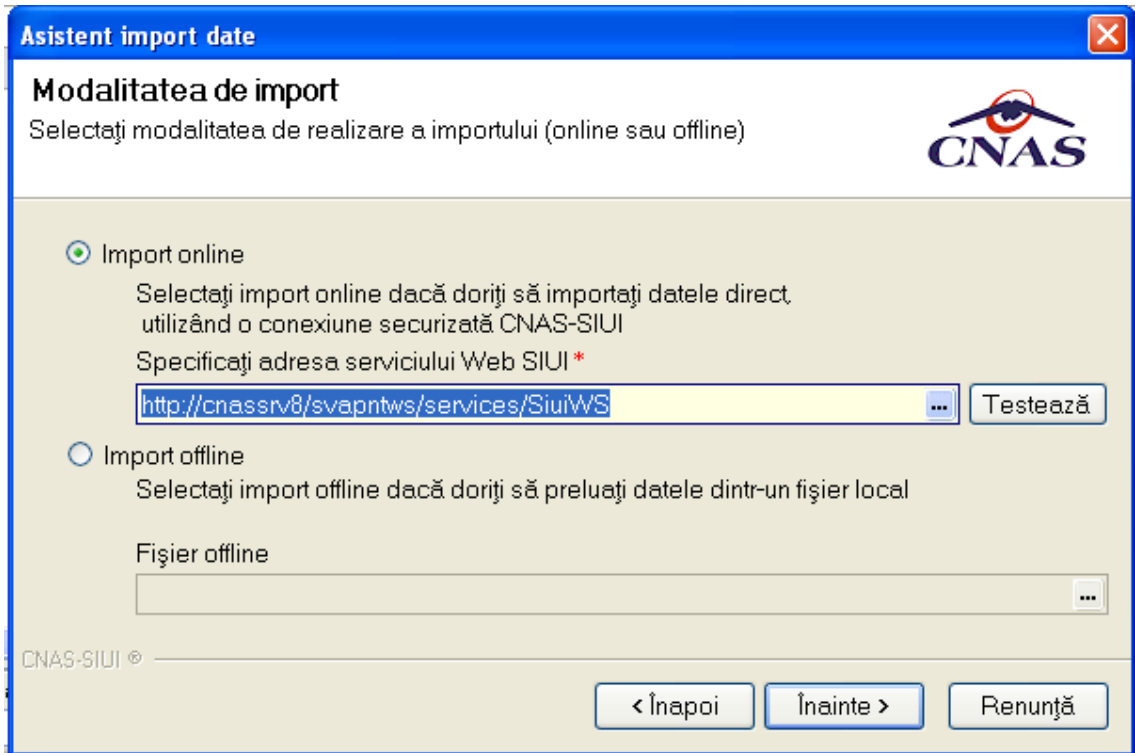 Asistent import date
Modalitatea de import
Selectaţi modalitatea de realizare a importului (online sau offline)
CNAS
Import online
Selectaţi import online dacă doriţi să importaţi datele direct,
utilizând o conexiune securizată CNAS-SIUI
Specificaţi adresa serviciului Web SIUI *
http://cnassrv8/svapntws/services/SiuiWS ... Testează
Import offline
Selectaţi import offline dacă doriţi să preluaţi datele dintr-un fişier local
Fişier offline
...
CNAS-SIUI ®
< Înapoi Înainte > Renunţă